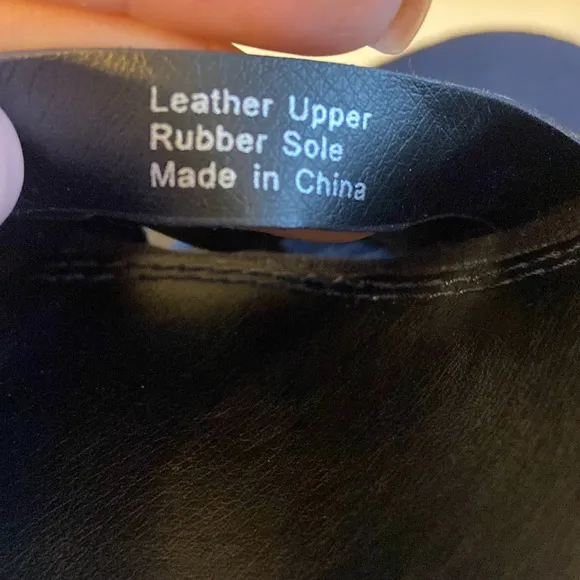 Leather Upper
Rubber Sole
Made in China